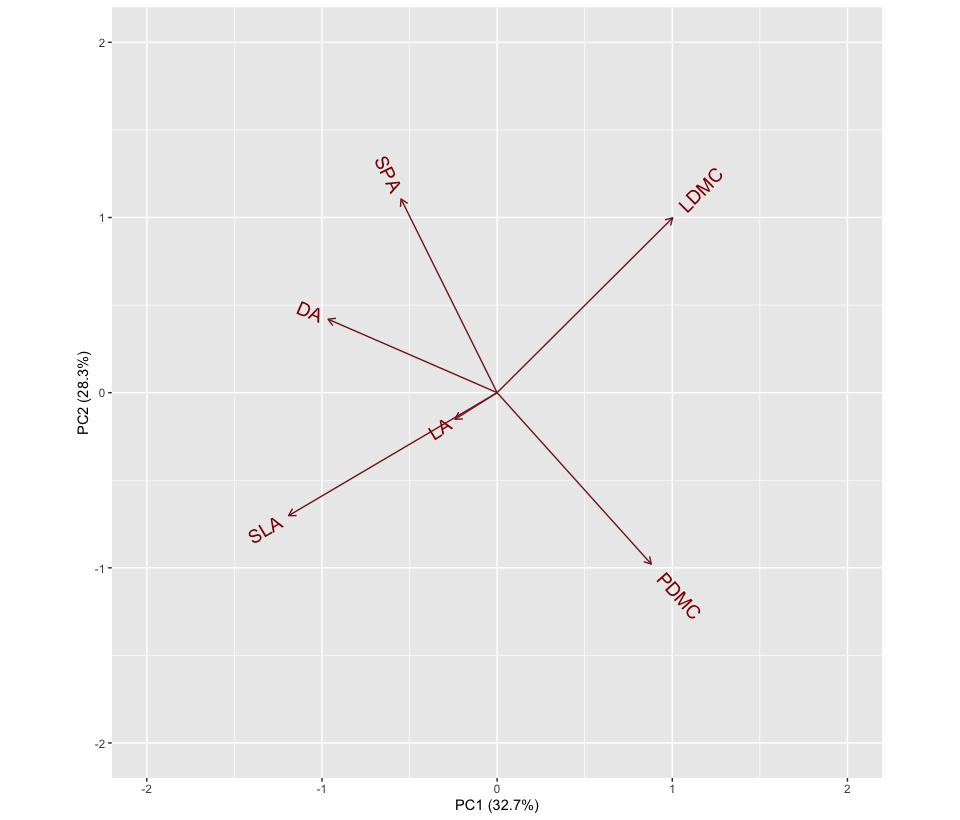 2
SPA
LDMC
1
DA
0
LA
SLA
-1
PDMC
-2
-2
-1
0
1
2
PC1 (32.7%)
PC2 (28.3%)